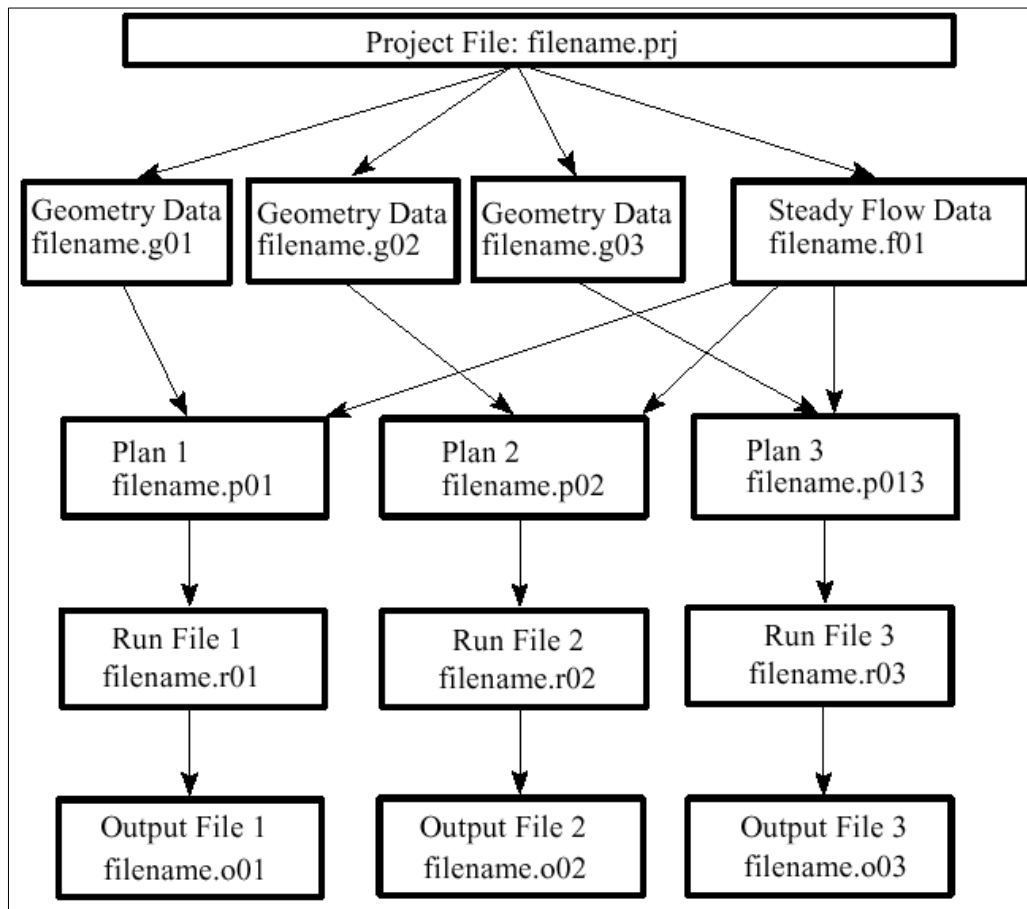 Project File: filename.prj
Geometry Data
filename.g01
Geometry Data
filename.g02
Geometry Data
filename.g03
Steady Flow Data
filename.f01
Plan 1
filename.p01
Plan 2
filename.p02
Plan 3
filename.p013
Run File 1
filename.r01
Run File 2
filename.r02
Run File 3
filename.r03
Output File 1
filename.o01
Output File 2
filename.o02
Output File 3
filename.o03